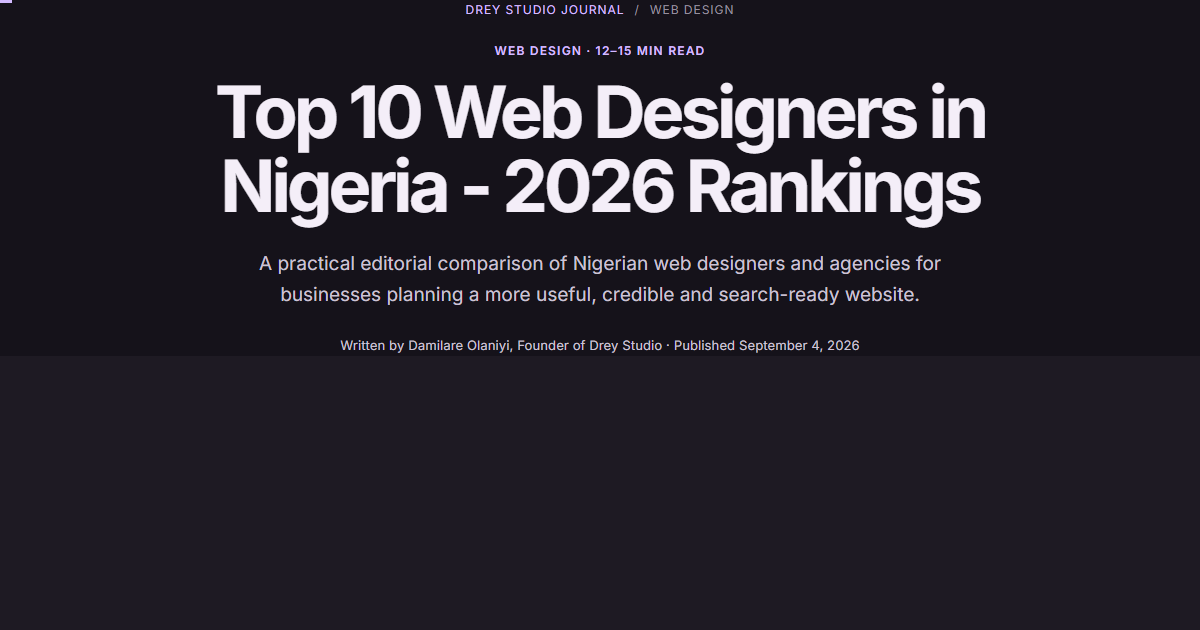 DREY STUDIO JOURNAL / WEB DESIGN
WEB DESIGN · 12–15 MIN READ
Top 10 Web Designers in
Nigeria - 2026 Rankings
A practical editorial comparison of Nigerian web designers and agencies for
businesses planning a more useful, credible and search-ready website.
Written by Damilare Olaniyi, Founder of Drey Studio · Published September 4, 2026